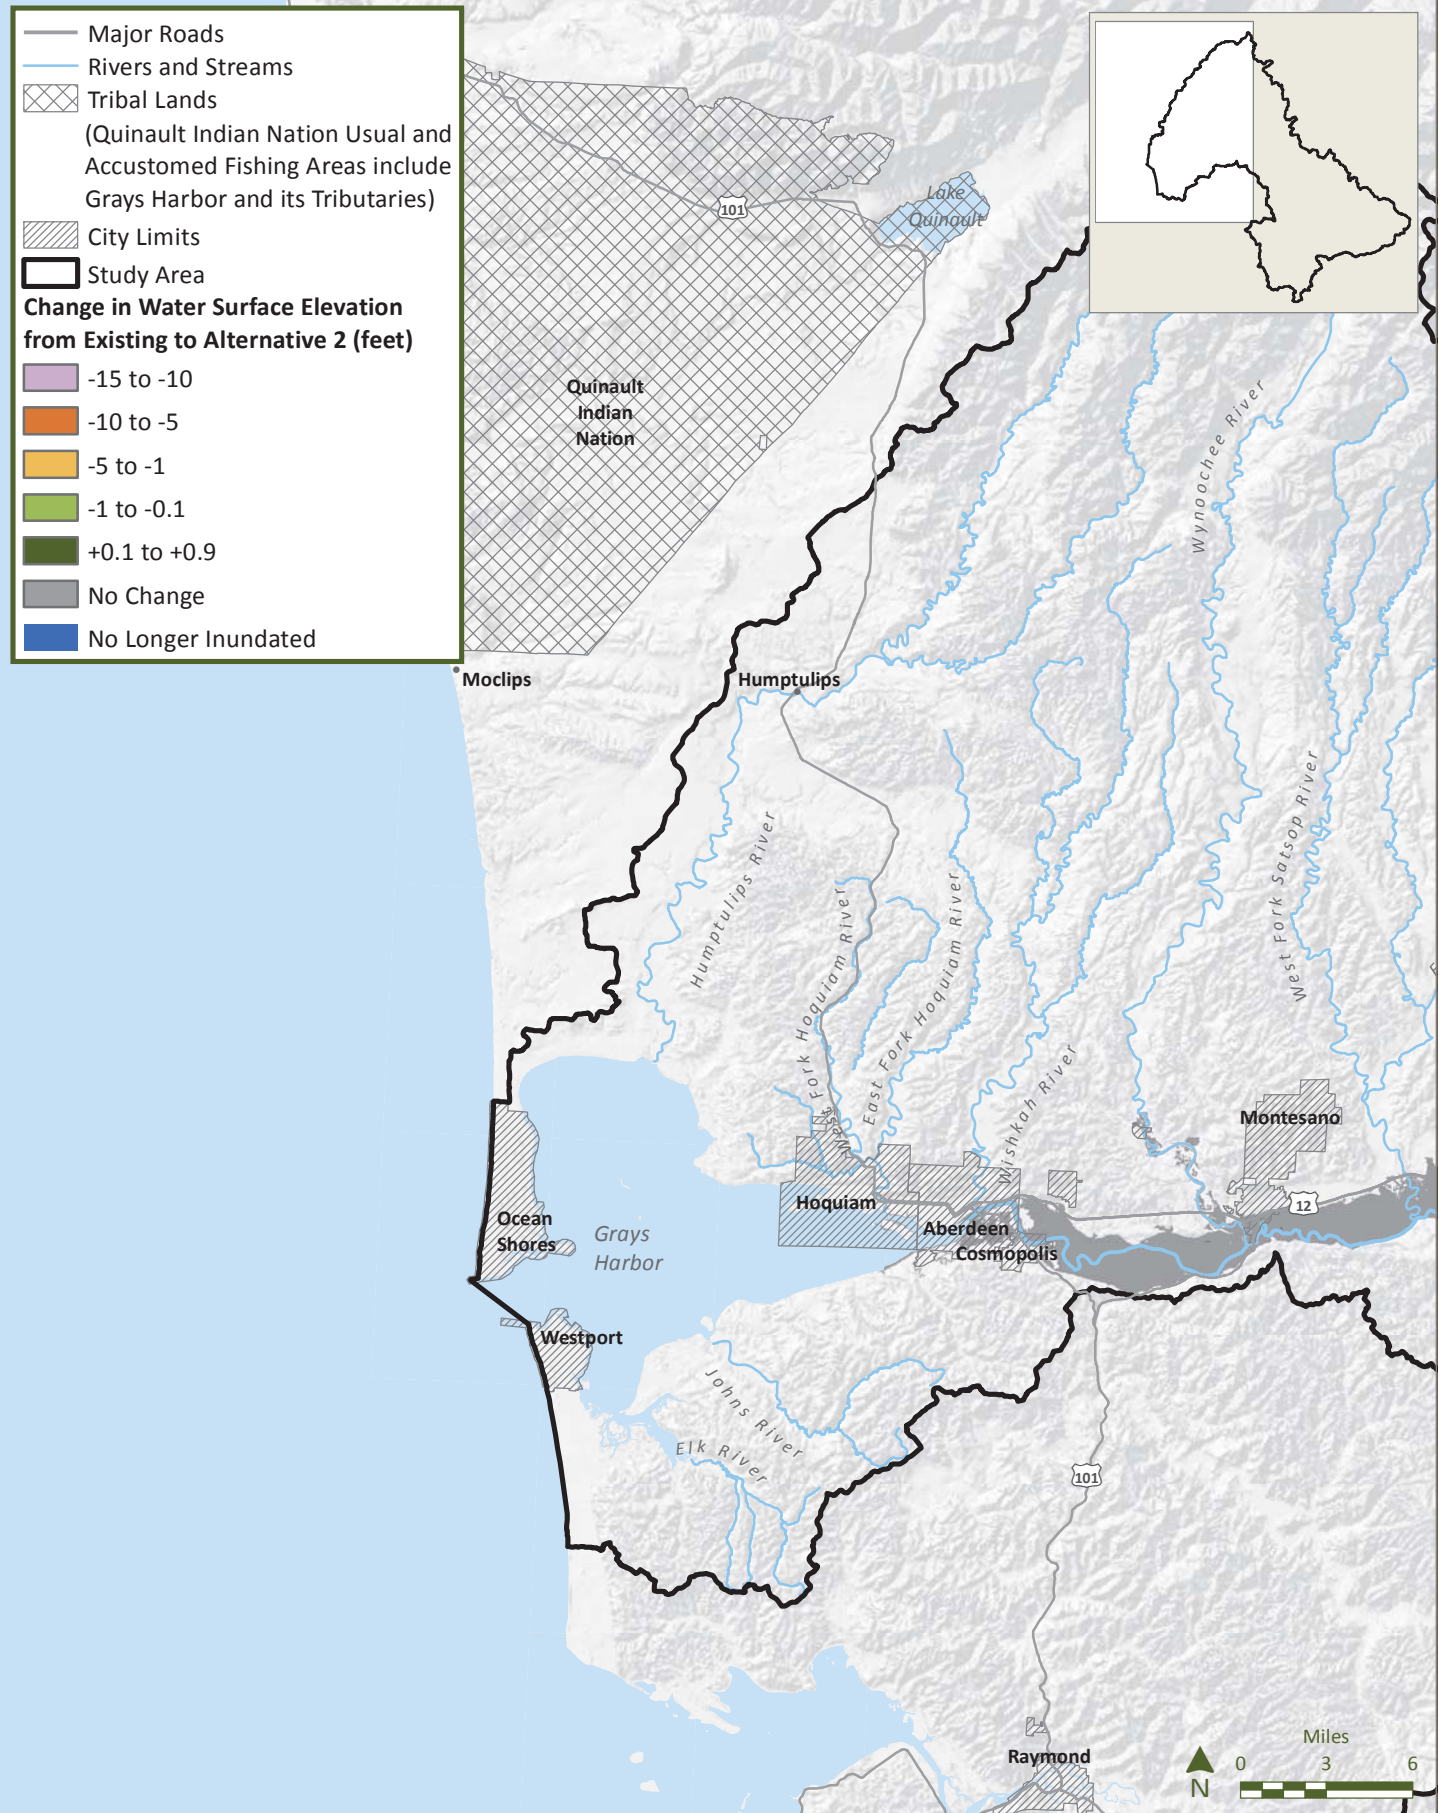 Major Roads
Rivers and Streams
Tribal Lands
(Quinault Indian Nation Usual and
Accustomed Fishing Areas include
Grays Harbor and its Tributaries)
City Limits
Study Area
Change in Water Surface Elevation
from Existing to Alternative 2 (feet)
-15 to -10
-10 to -5
-5 to -1
-1 to -0.1
+0.1 to +0.9
No Change
No Longer Inundated
101
Lake
Quinault
Quinault
Indian
Nation
Wynoochee River
Moclips
Humptulips
Humptulips River
West Fork Hoquiam River
East Fork Hoquiam River
West Fork Satsop River
Wishkah River
Montesano
Hoquiam
12
Ocean
Shores
Grays
Harbor
Aberdeen
Cosmopolis
Westport
Johns River
Elk River
101
Raymond
Miles
0 3 6
N